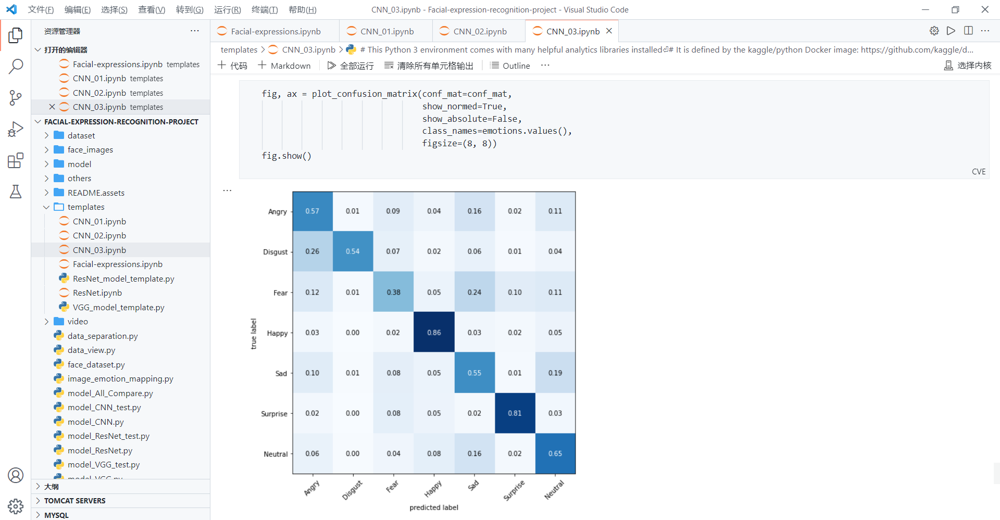 文件(F) 编辑(E) 选择(S) 查看(V) 转到(G) 运行(R) 终端(T) 帮助(H) CNN_03.ipynb - Facial-expression-recognition-project - Visual Studio Code
资源管理器
打开的编辑器
Facial-expressions.ipynb templates
CNN_01.ipynb templates
CNN_02.ipynb templates
CNN_03.ipynb templates
FACIAL-EXPRESSION-RECOGNITION-PROJECT
dataset
face_images
model
others
README.assets
templates
CNN_01.ipynb
CNN_02.ipynb
CNN_03.ipynb
Facial-expressions.ipynb
ResNet_model_template.py
ResNet.ipynb
VGG_model_template.py
video
data_separation.py
data_view.py
face_dataset.py
image_emotion_mapping.py
model_All_Compare.py
model_CNN_test.py
model_CNN.py
model_ResNet_test.py
model_ResNet.py
model_VGG_test.py
model_VGG.py
大纲
TOMCAT SERVERS
MYSQL
Facial-expressions.ipynb CNN_01.ipynb CNN_02.ipynb CNN_03.ipynb
templates > CNN_03.ipynb > # This Python 3 environment comes with many helpful analytics libraries installed⏎# It is defined by the kaggle/python Docker image: https://github.com/kaggle/d...
代码 Markdown 全部运行 清除所有单元格输出 Outline ··· 选择内核
fig, ax = plot_confusion_matrix(conf_mat=conf_mat,
show_normed=True,
show_absolute=False,
class_names=emotions.values(),
figsize=(8, 8))
fig.show()
CVE
Angry 0.57 0.01 0.09 0.04 0.16 0.02 0.11
Disgust 0.26 0.54 0.07 0.02 0.06 0.01 0.04
Fear 0.12 0.01 0.38 0.05 0.24 0.10 0.11
Happy 0.03 0.00 0.02 0.86 0.03 0.02 0.05
Sad 0.10 0.01 0.08 0.05 0.55 0.01 0.19
Surprise 0.02 0.00 0.08 0.05 0.02 0.81 0.03
Neutral 0.06 0.00 0.04 0.08 0.16 0.02 0.65
true label
Angry Disgust Fear Happy Sad Surprise Neutral
predicted label